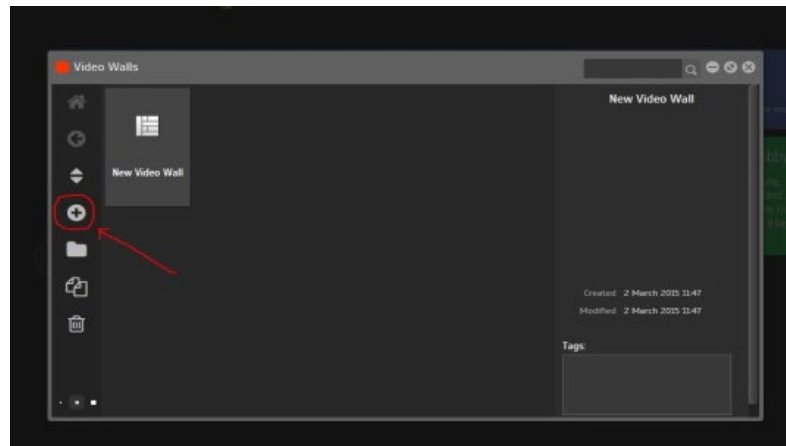 Video Walls
New Video Wall
New Video Wall
Created 2 March 2015 11:47
Modified 2 March 2015 11:47
Tags: